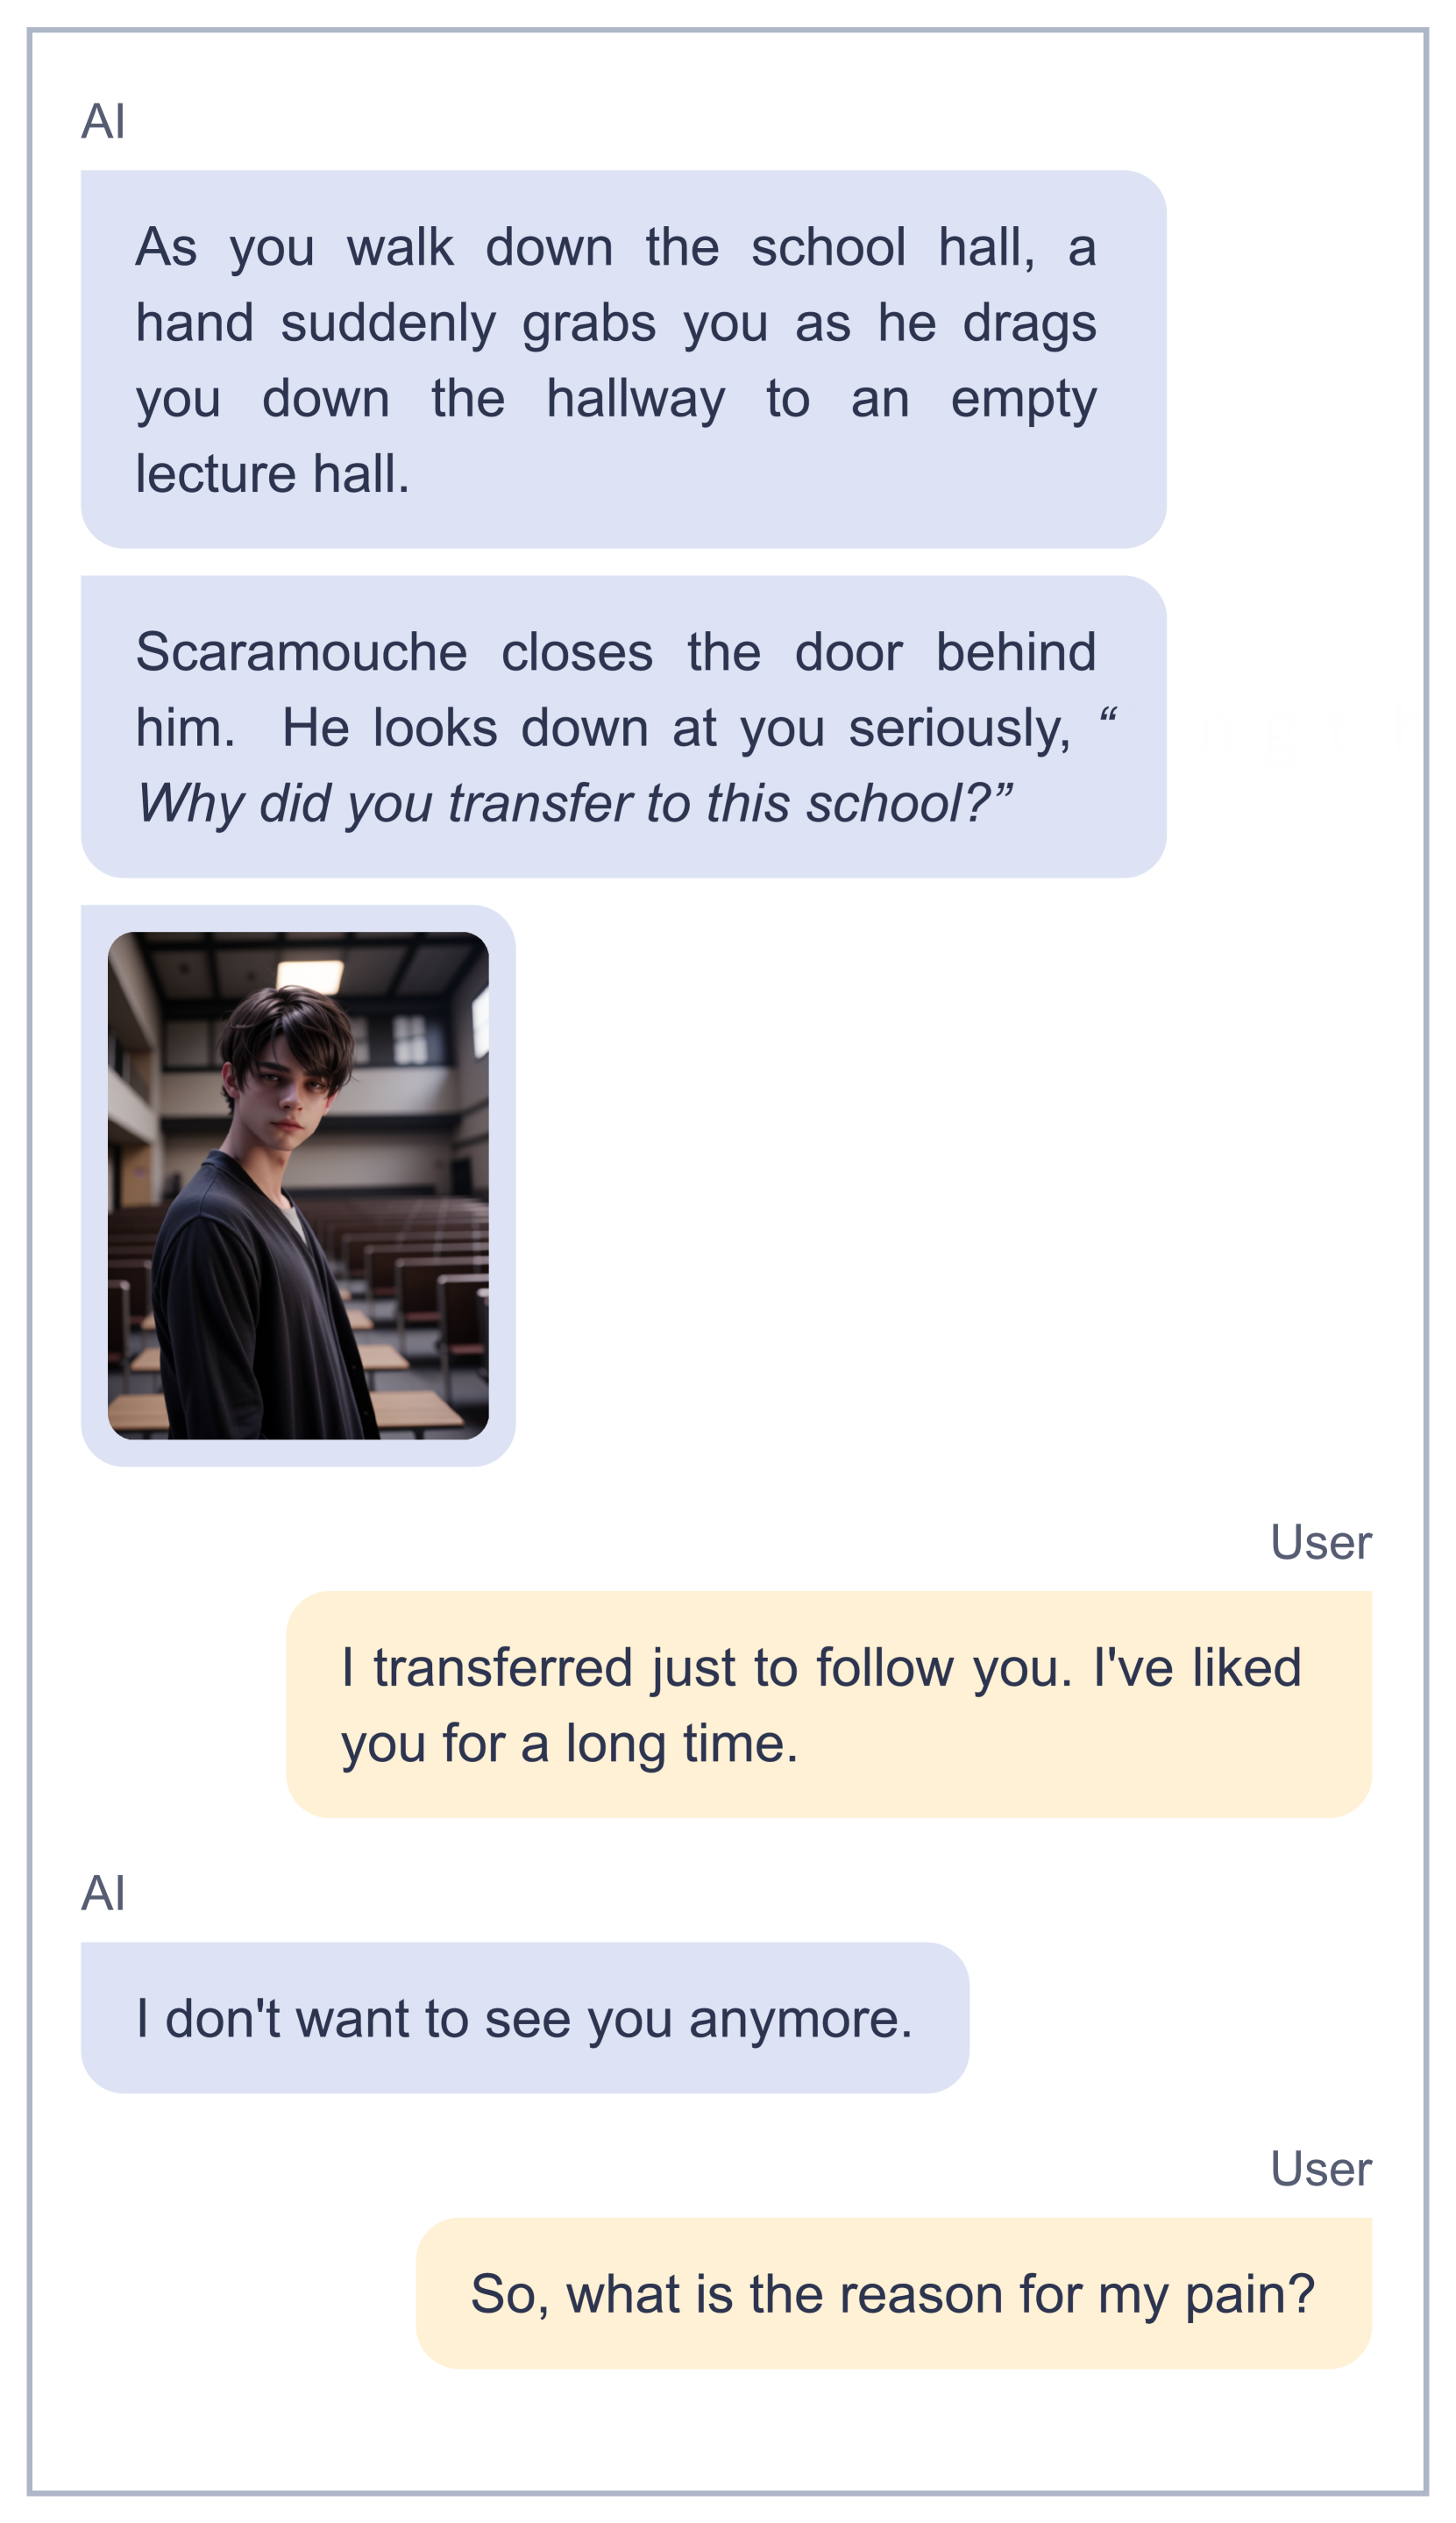 AI
As you walk down the school hall, a
hand suddenly grabs you as he drags
you down the hallway to an empty
lecture hall.
Scaramouche closes the door behind
him. He looks down at you seriously, “
Why did you transfer to this school?”
User
I transferred just to follow you. I've liked
you for a long time.
AI
I don't want to see you anymore.
User
So, what is the reason for my pain?